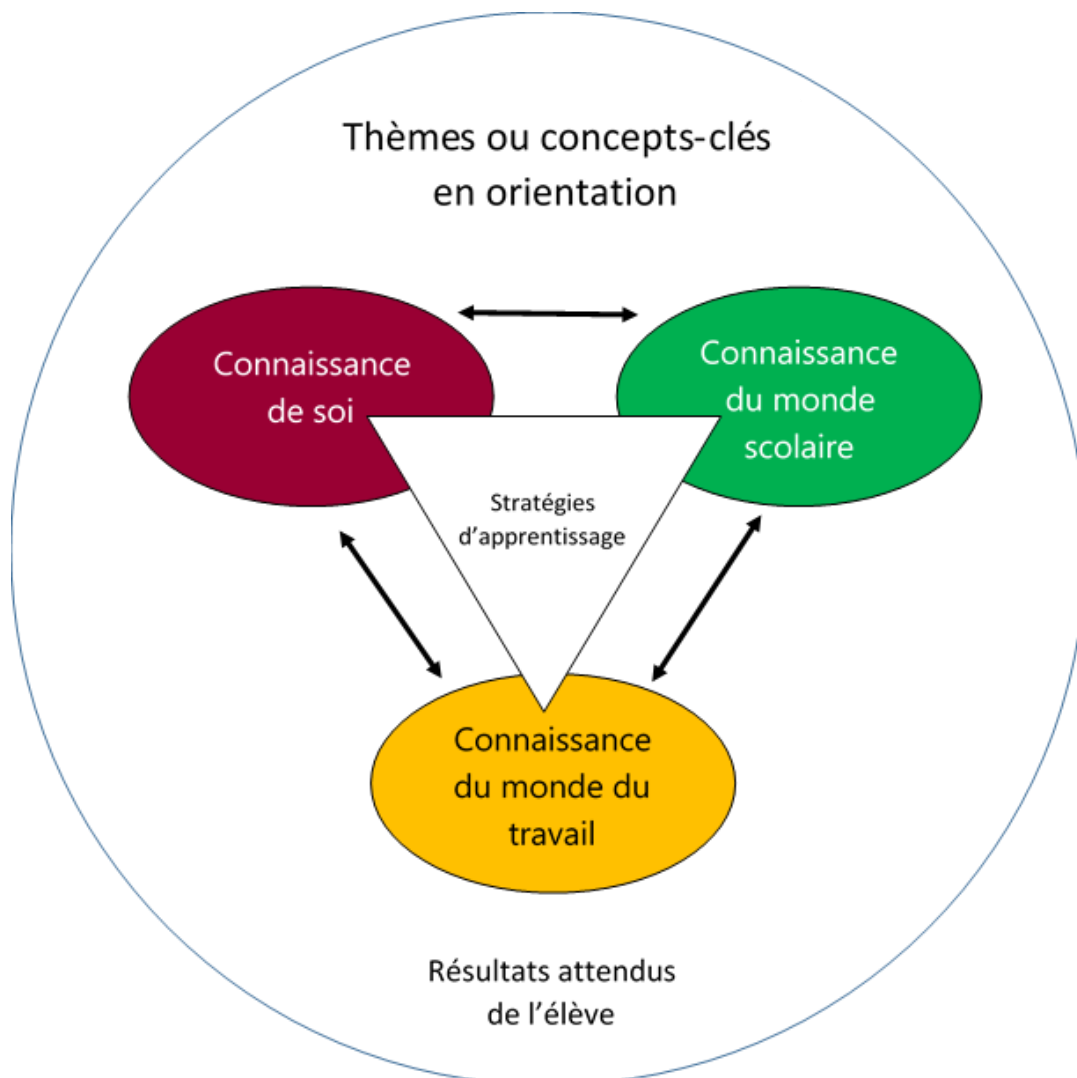 Thèmes ou concepts-clés
en orientation
Connaissance
de soi
Connaissance
du monde
scolaire
Stratégies
d’apprentissage
Connaissance
du monde du
travail
Résultats attendus
de l’élève